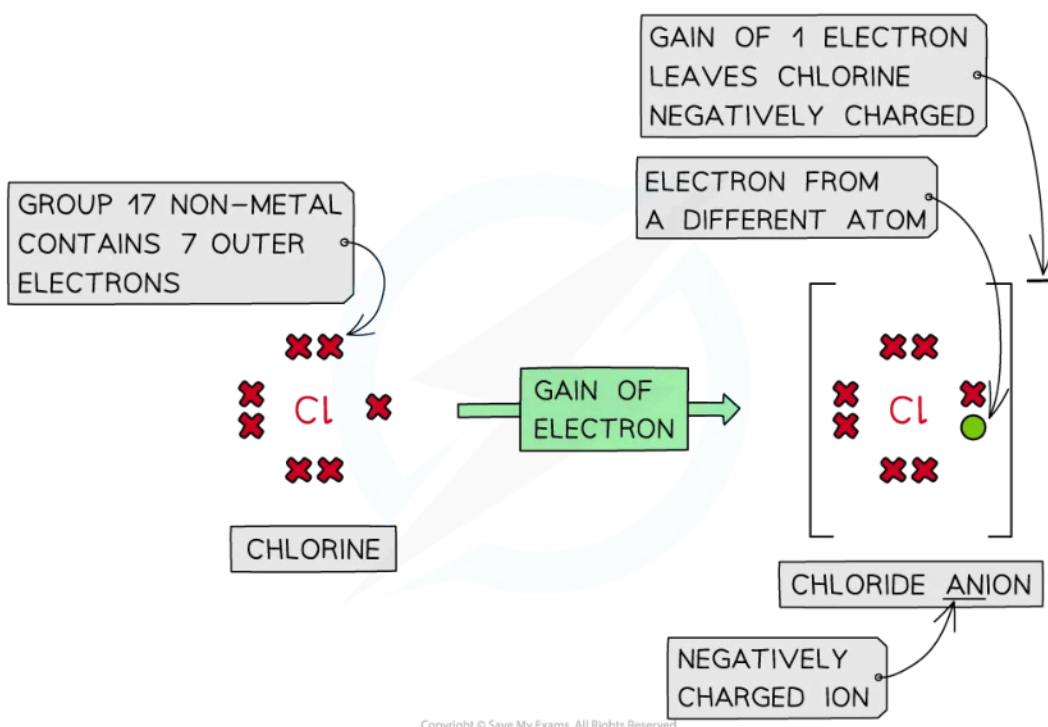 GAIN OF 1 ELECTRON
LEAVES CHLORINE
NEGATIVELY CHARGED
ELECTRON FROM
A DIFFERENT ATOM
GROUP 17 NON-METAL
CONTAINS 7 OUTER
ELECTRONS
Cl
GAIN OF
ELECTRON
Cl
CHLORINE
CHLORIDE ANION
NEGATIVELY
CHARGED ION
Copyright © Save My Exams. All Rights Reserved